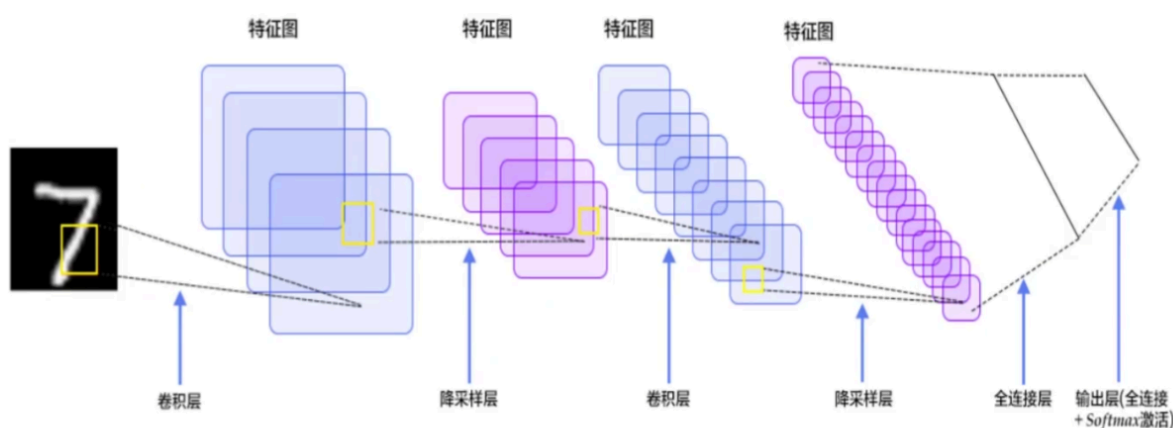 特征图
特征图
特征图
特征图
卷积层
降采样层
卷积层
降采样层
全连接层
输出层(全连接
+Softmax激活)